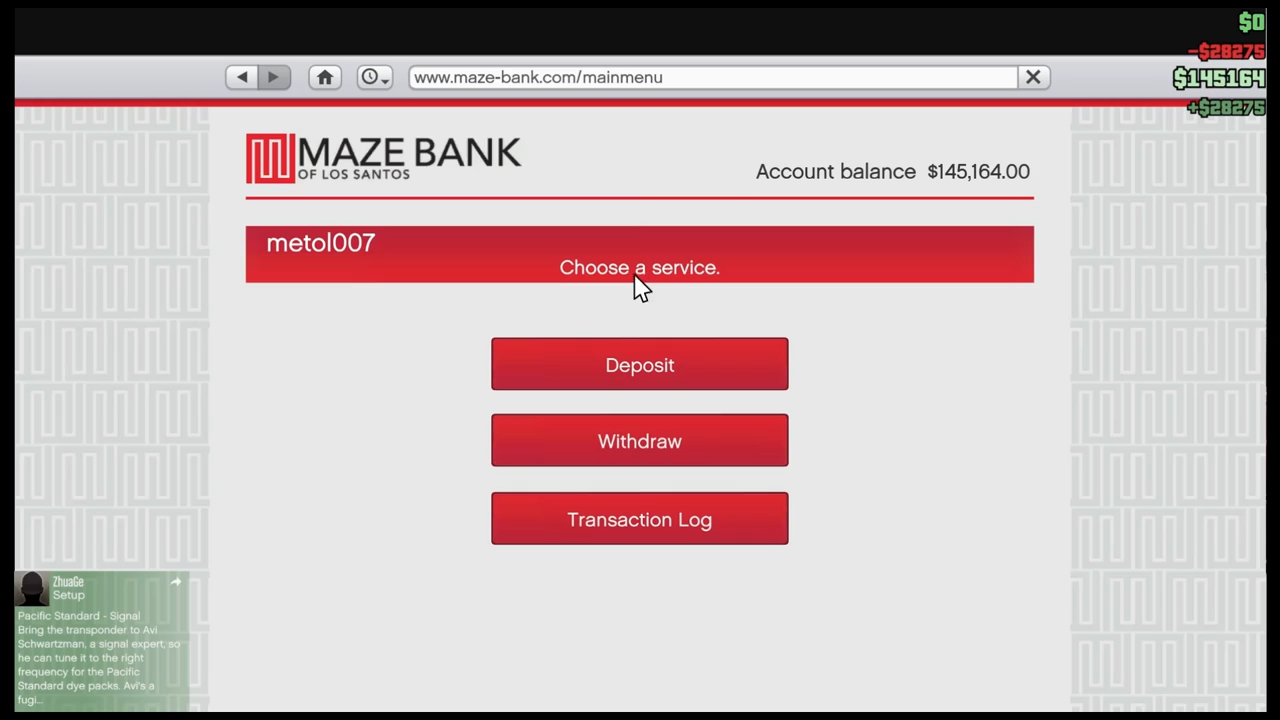 $0
-$28275
www.maze-bank.com/mainmenu
$145164
+$28275
MAZE BANK
OF LOS SANTOS
Account balance $145,164.00
metol007
Choose a service.
Deposit
Withdraw
Transaction Log
ZhuaGe
Setup
Pacific Standard - Signal
Bring the transponder to Avi
Schwartzman, a signal expert, so
he can tune it to the right
frequency for the Pacific
Standard dye packs. Avi's a
fugi...